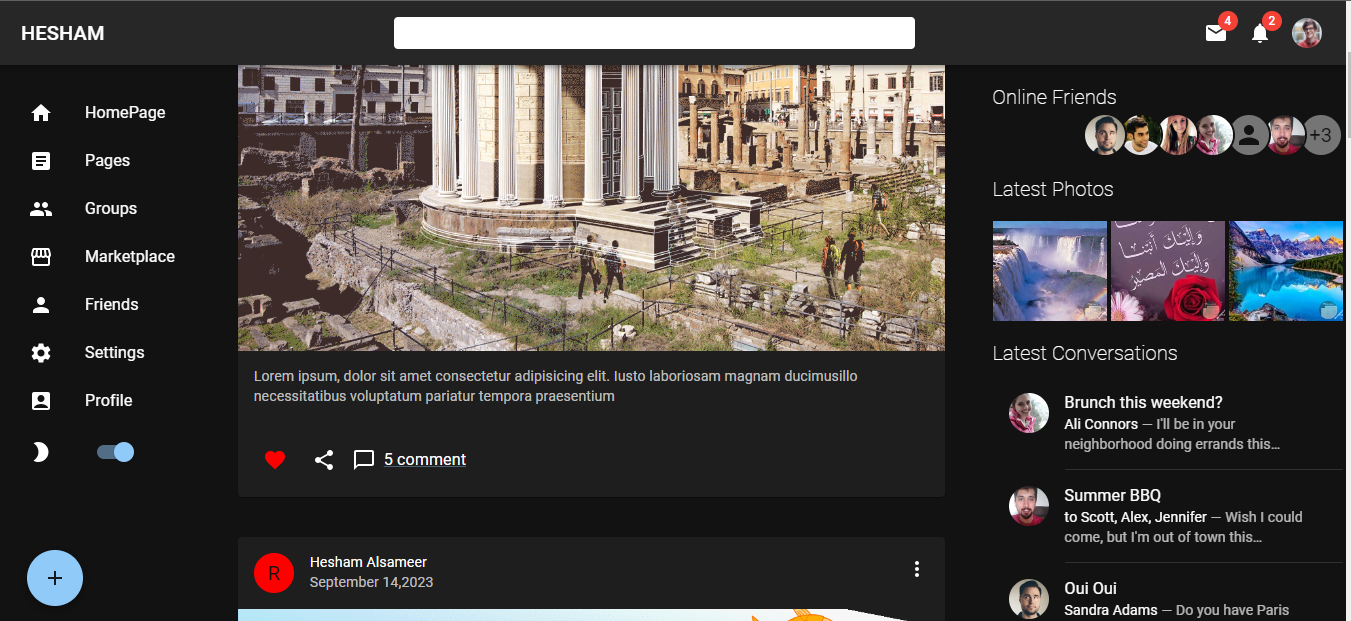 HESHAM
4
2
HomePage
Pages
Groups
Marketplace
Friends
Settings
Profile
Lorem ipsum, dolor sit amet consectetur adipisicing elit. Iusto laboriosam magnam ducimusillo
necessitatibus voluptatum pariatur tempora praesentium
5 comment
R
Hesham Alsameer
September 14,2023
Online Friends
+3
Latest Photos
وَإِلَيْكَ أَنَبْنَا
وَإِلَيْكَ الْمَصِيرُ
Latest Conversations
Brunch this weekend?
Ali Connors — I'll be in your
neighborhood doing errands this…
Summer BBQ
to Scott, Alex, Jennifer — Wish I could
come, but I'm out of town this…
Oui Oui
Sandra Adams — Do you have Paris